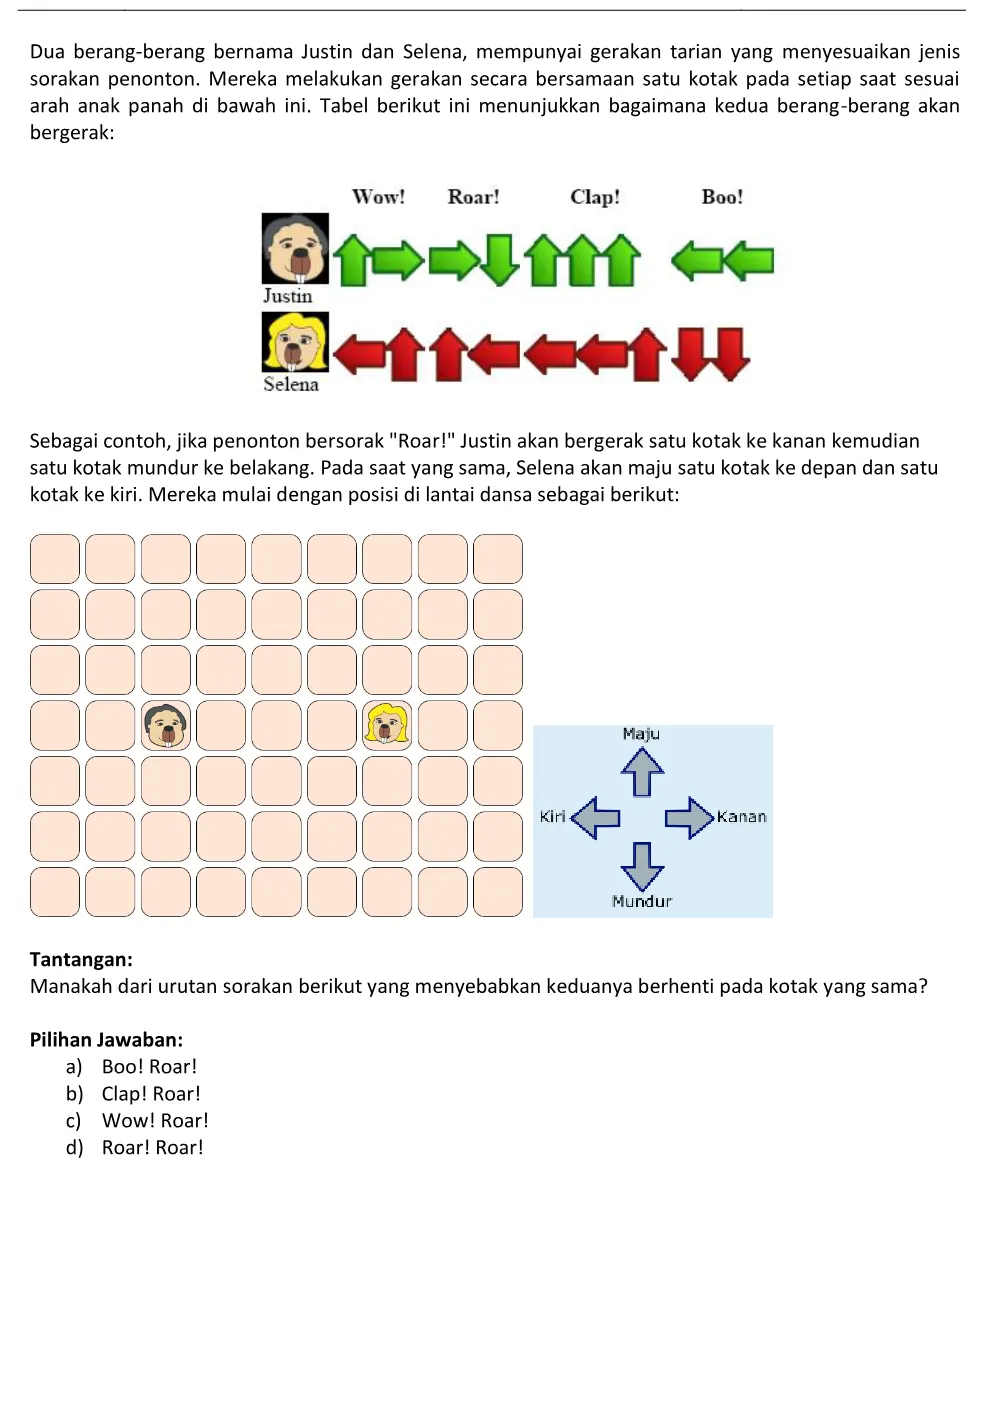 Dua berang-berang bernama Justin dan Selena, mempunyai gerakan tarian yang menyesuaikan jenis
sorakan penonton. Mereka melakukan gerakan secara bersamaan satu kotak pada setiap saat sesuai
arah anak panah di bawah ini. Tabel berikut ini menunjukkan bagaimana kedua berang-berang akan
bergerak:
Wow! Roar! Clap! Boo!
Justin
Selena
Sebagai contoh, jika penonton bersorak "Roar!" Justin akan bergerak satu kotak ke kanan kemudian
satu kotak mundur ke belakang. Pada saat yang sama, Selena akan maju satu kotak ke depan dan satu
kotak ke kiri. Mereka mulai dengan posisi di lantai dansa sebagai berikut:
Maju
Kiri Kanan
Mundur
Tantangan:
Manakah dari urutan sorakan berikut yang menyebabkan keduanya berhenti pada kotak yang sama?
Pilihan Jawaban:
a) Boo! Roar!
b) Clap! Roar!
c) Wow! Roar!
d) Roar! Roar!